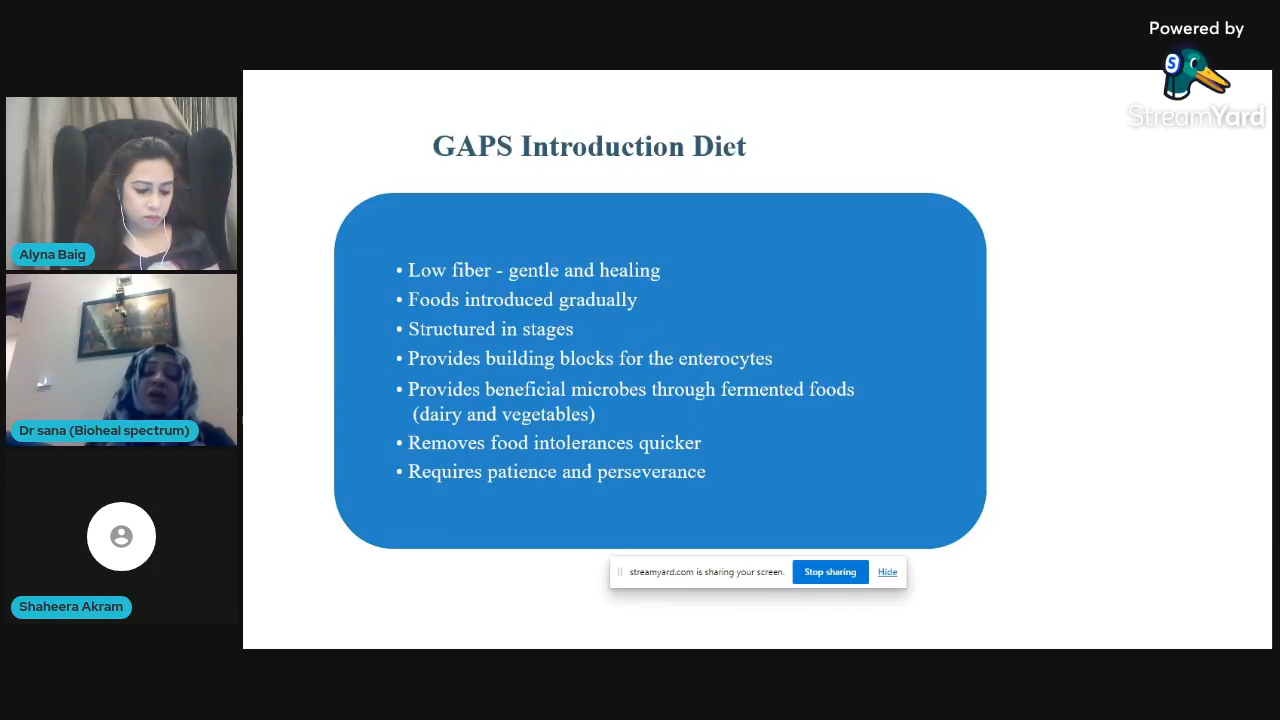 Powered by
StreamYard
GAPS Introduction Diet
• Low fiber - gentle and healing
• Foods introduced gradually
• Structured in stages
• Provides building blocks for the enterocytes
• Provides beneficial microbes through fermented foods
(dairy and vegetables)
• Removes food intolerances quicker
• Requires patience and perseverance
streamyard.com is sharing your screen. Stop sharing Hide
Alyna Baig
Dr sana (Bioheal spectrum)
Shaheera Akram